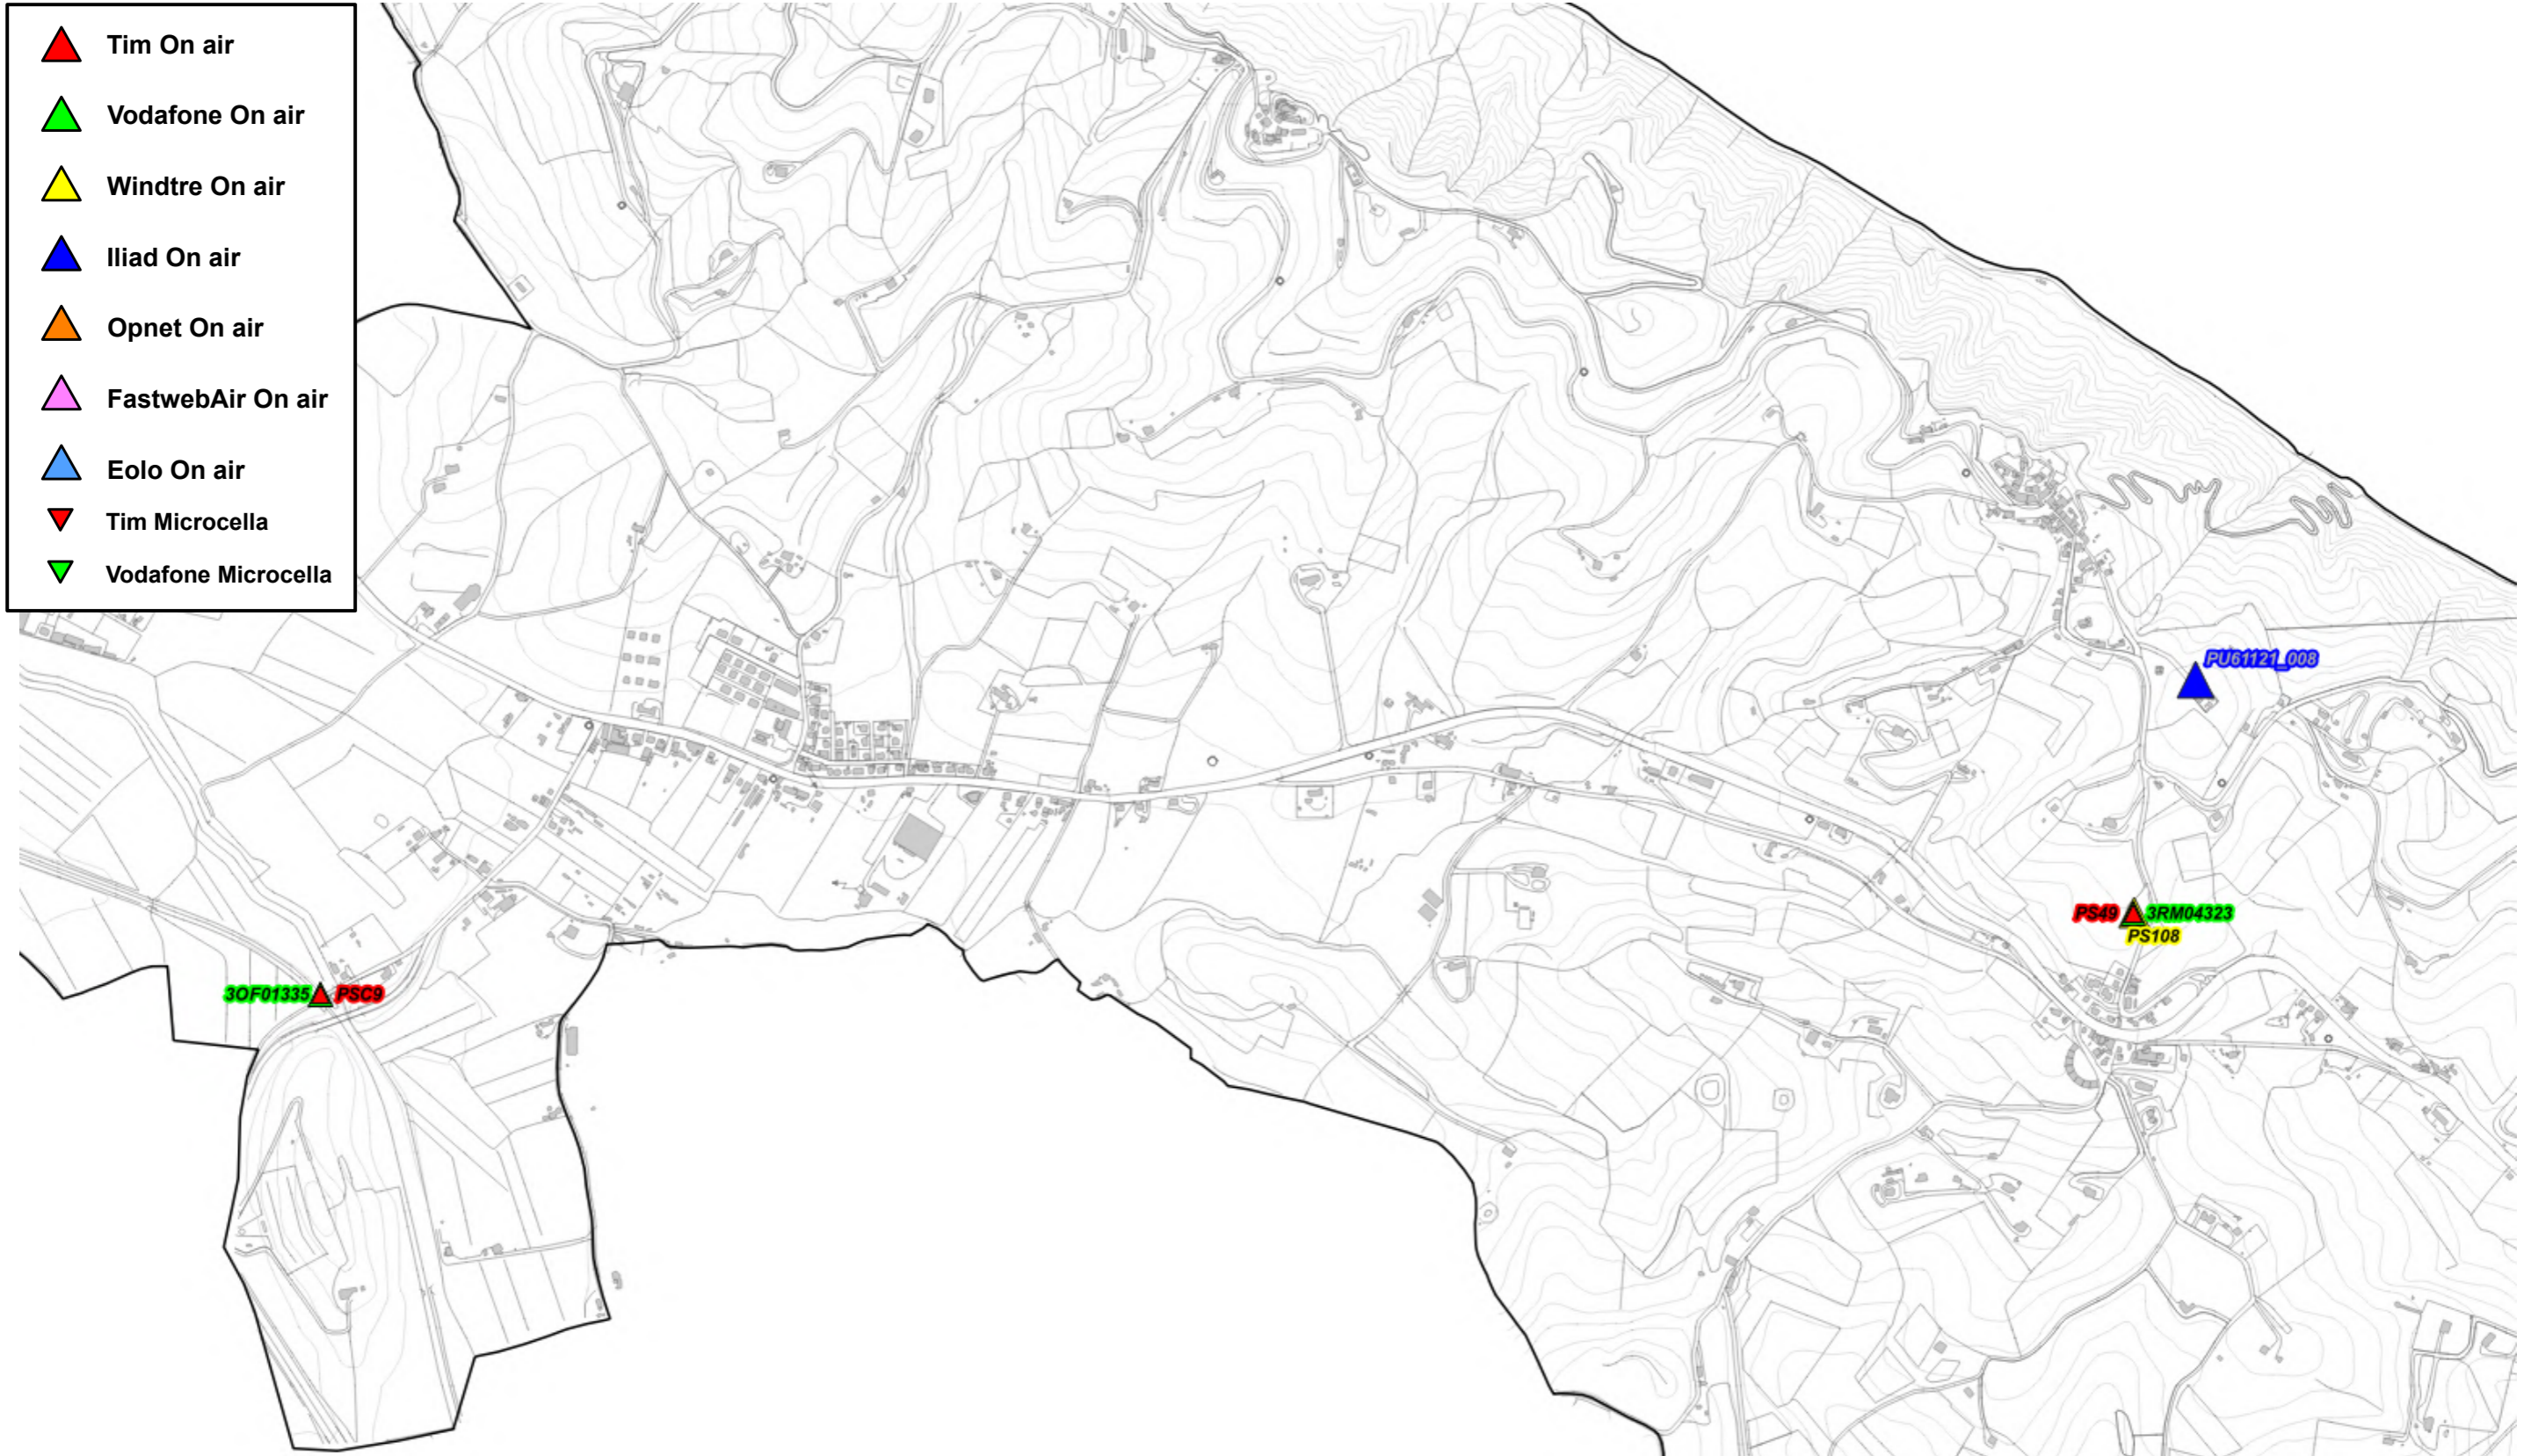 Tim On air
Vodafone On air
Windtre On air
Iliad On air
Opnet On air
FastwebAir On air
Eolo On air
Tim Microcella
Vodafone Microcella
PU61121_008
PS49 3RM04323
PS108
3OF01335 PSC9